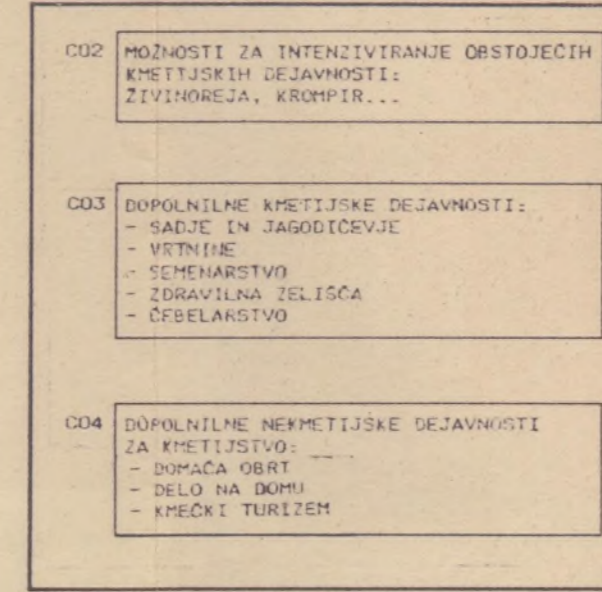 C02 MOŽNOSTI ZA INTENZIVIRANJE OBSTOJEČIH
KMETIJSKIH DEJAVNOSTI:
ŽIVINOREJA, KROMPIR...
C03 DOPOLNILNE KMETIJSKE DEJAVNOSTI:
- SADJE IN JAGODIČEVJE
- VRTNINE
- SEMENARSTVO
- ZDRAVILNA ZELIŠČA
- ČEBELARSTVO
C04 DOPOLNILNE NEKMETIJSKE DEJAVNOSTI
ZA KMETIJSTVO:
- DOMAČA OBRT
- DELO NA DOMU
- KMEČKI TURIZEM